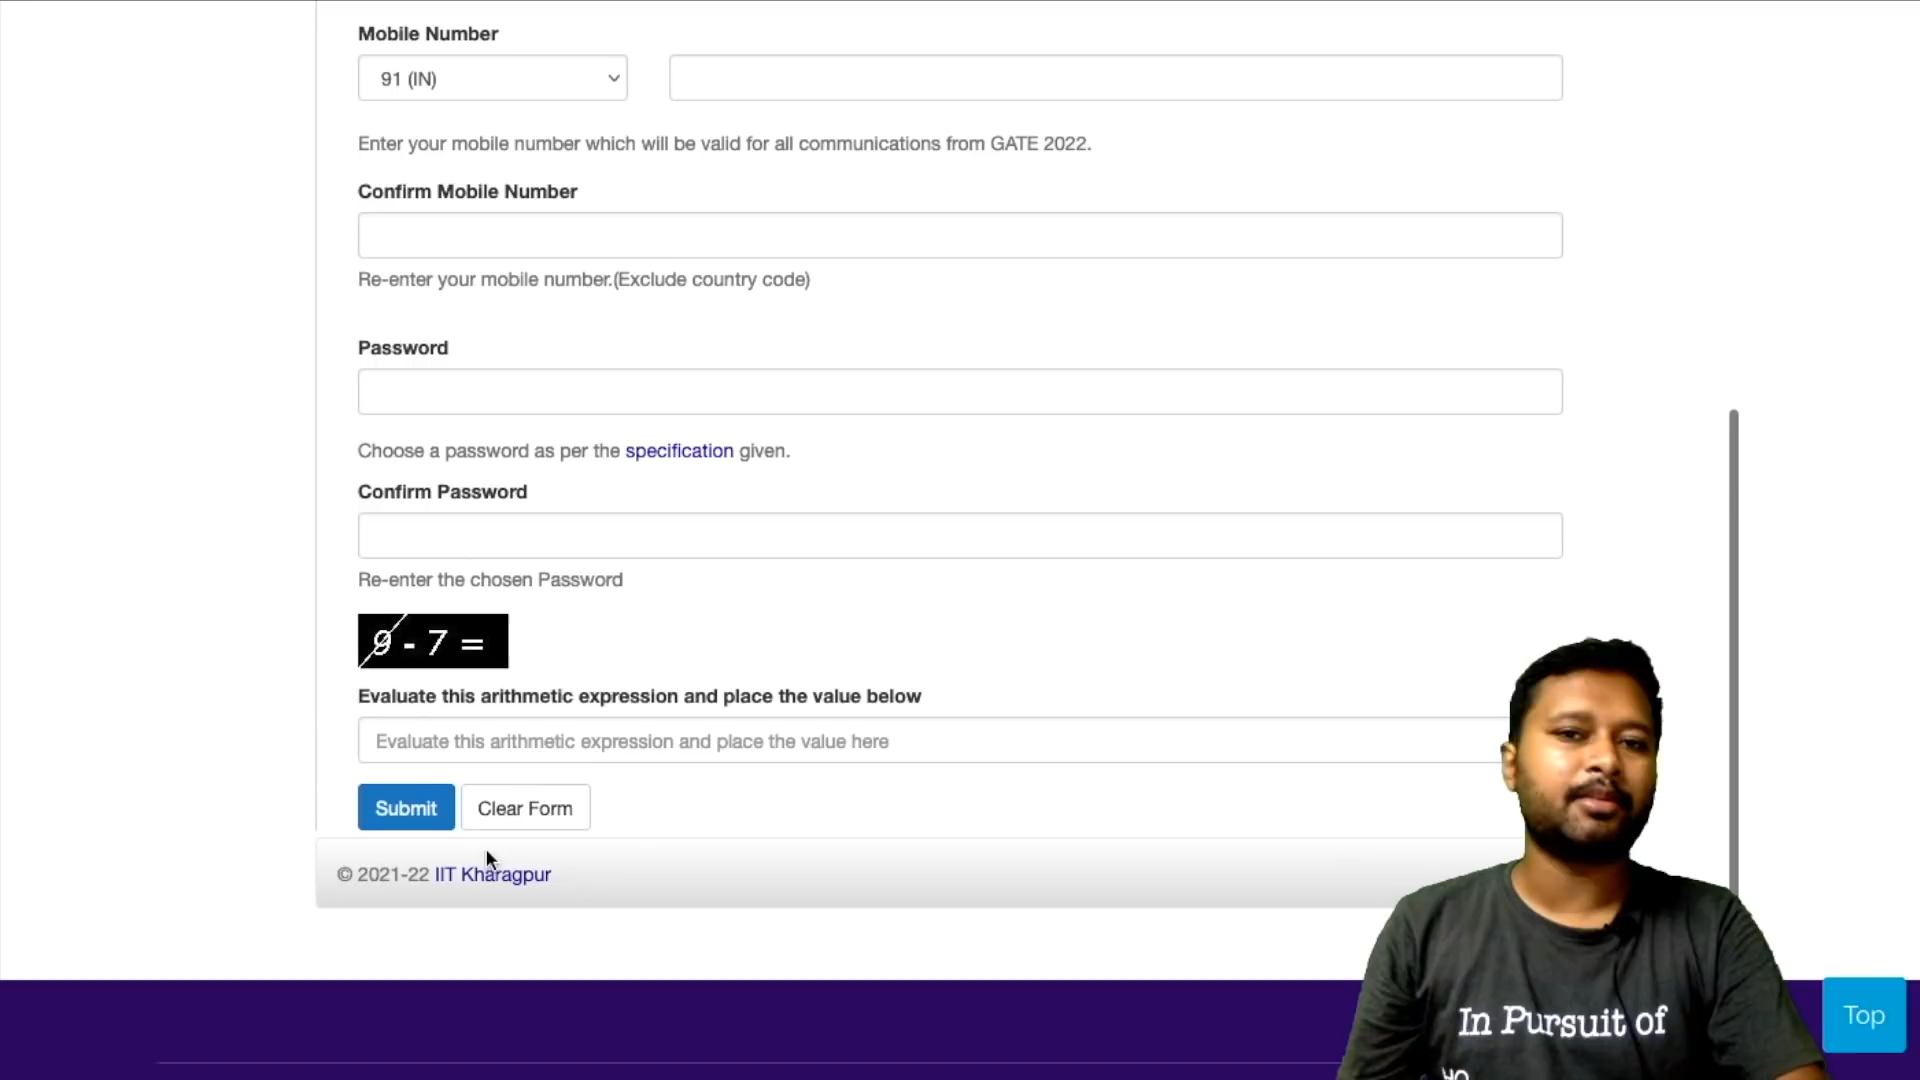 Mobile Number
91 (IN)
Enter your mobile number which will be valid for all communications from GATE 2022.
Confirm Mobile Number
Re-enter your mobile number.(Exclude country code)
Password
Choose a password as per the specification given.
Confirm Password
Re-enter the chosen Password
9 - 7 =
Evaluate this arithmetic expression and place the value below
Evaluate this arithmetic expression and place the value here
Submit
Clear Form
© 2021-22 IIT Kharagpur
In Pursuit of
Top